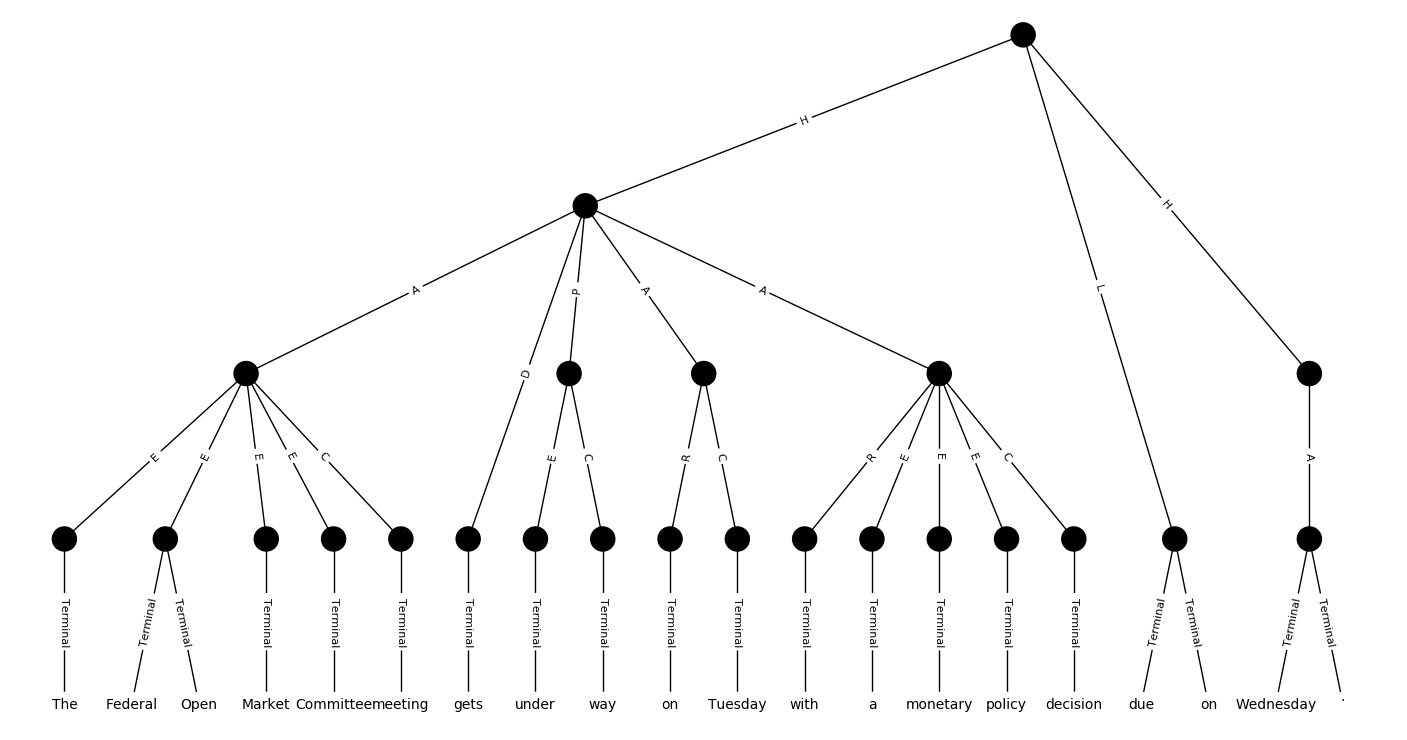 H
A P A A L H
D
E E E E C E C R C R E E E C A
Terminal Terminal Terminal Terminal Terminal Terminal Terminal Terminal Terminal Terminal Terminal Terminal Terminal Terminal Terminal Terminal Terminal Terminal Terminal Terminal
The Federal Open Market Committee meeting gets under way on Tuesday with a monetary policy decision due on Wednesday .